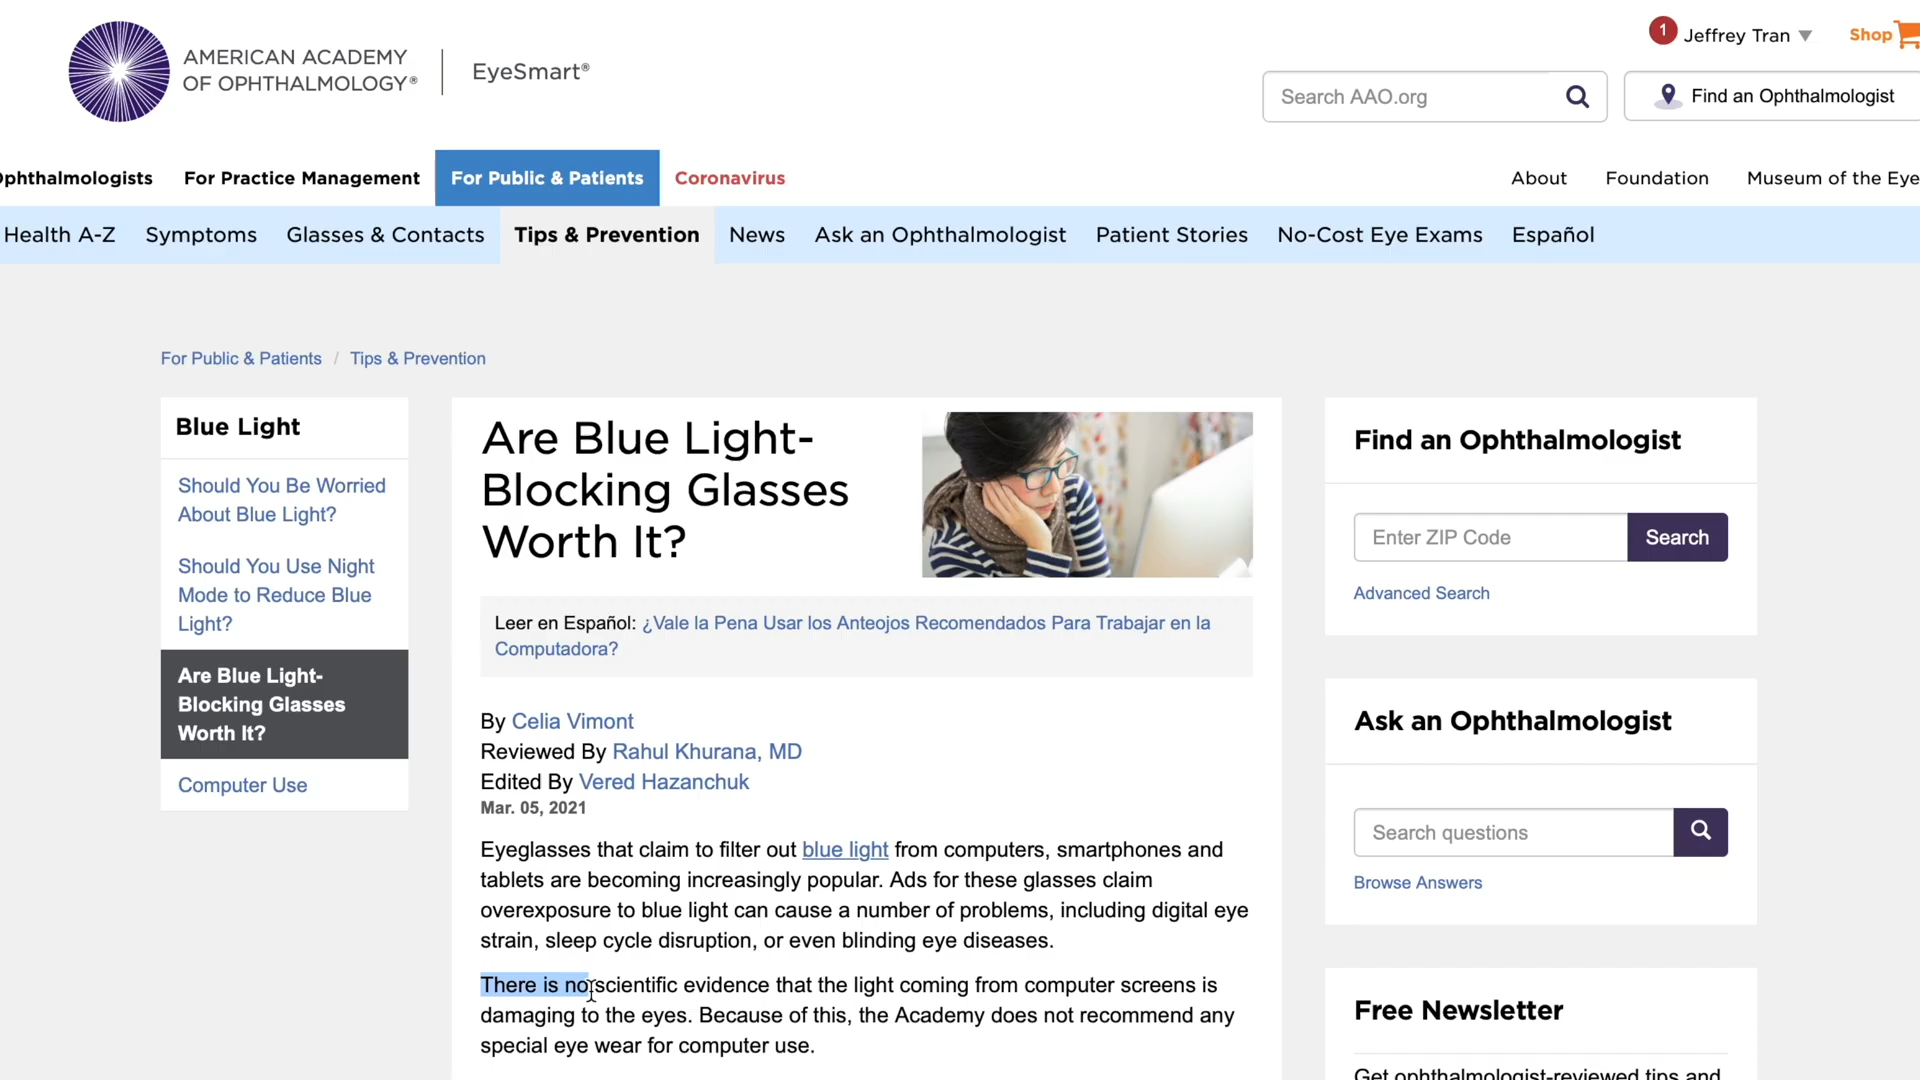 AMERICAN ACADEMY
OF OPHTHALMOLOGY®
EyeSmart®
1
Jeffrey Tran
Shop
Search AAO.org
Find an Ophthalmologist
Ophthalmologists
For Practice Management
For Public & Patients
Coronavirus
About
Foundation
Museum of the Eye
Health A-Z
Symptoms
Glasses & Contacts
Tips & Prevention
News
Ask an Ophthalmologist
Patient Stories
No-Cost Eye Exams
Español
For Public & Patients / Tips & Prevention
Blue Light
Should You Be Worried
About Blue Light?
Should You Use Night
Mode to Reduce Blue
Light?
Are Blue Light-
Blocking Glasses
Worth It?
Computer Use
Are Blue Light-
Blocking Glasses
Worth It?
Leer en Español: ¿Vale la Pena Usar los Anteojos Recomendados Para Trabajar en la
Computadora?
By Celia Vimont
Reviewed By Rahul Khurana, MD
Edited By Vered Hazanchuk
Mar. 05, 2021
Eyeglasses that claim to filter out blue light from computers, smartphones and
tablets are becoming increasingly popular. Ads for these glasses claim
overexposure to blue light can cause a number of problems, including digital eye
strain, sleep cycle disruption, or even blinding eye diseases.
There is no scientific evidence that the light coming from computer screens is
damaging to the eyes. Because of this, the Academy does not recommend any
special eye wear for computer use.
Find an Ophthalmologist
Enter ZIP Code
Search
Advanced Search
Ask an Ophthalmologist
Search questions
Browse Answers
Free Newsletter
Get ophthalmologist-reviewed tips and